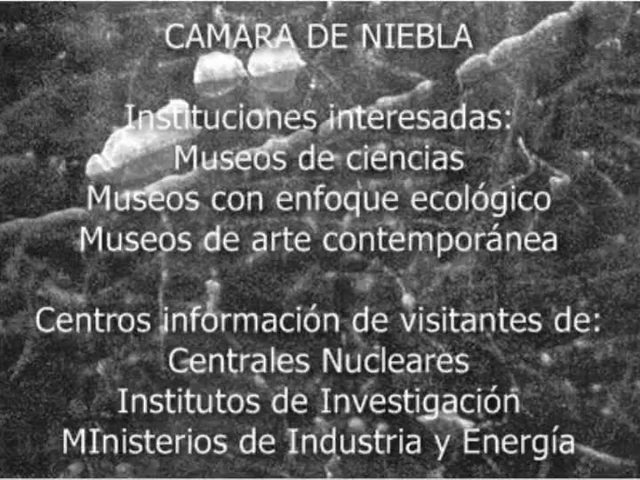 CAMARA DE NIEBLA
Instituciones interesadas:
Museos de ciencias
Museos con enfoque ecológico
Museos de arte contemporánea
Centros información de visitantes de:
Centrales Nucleares
Institutos de Investigación
MInisterios de Industria y Energía